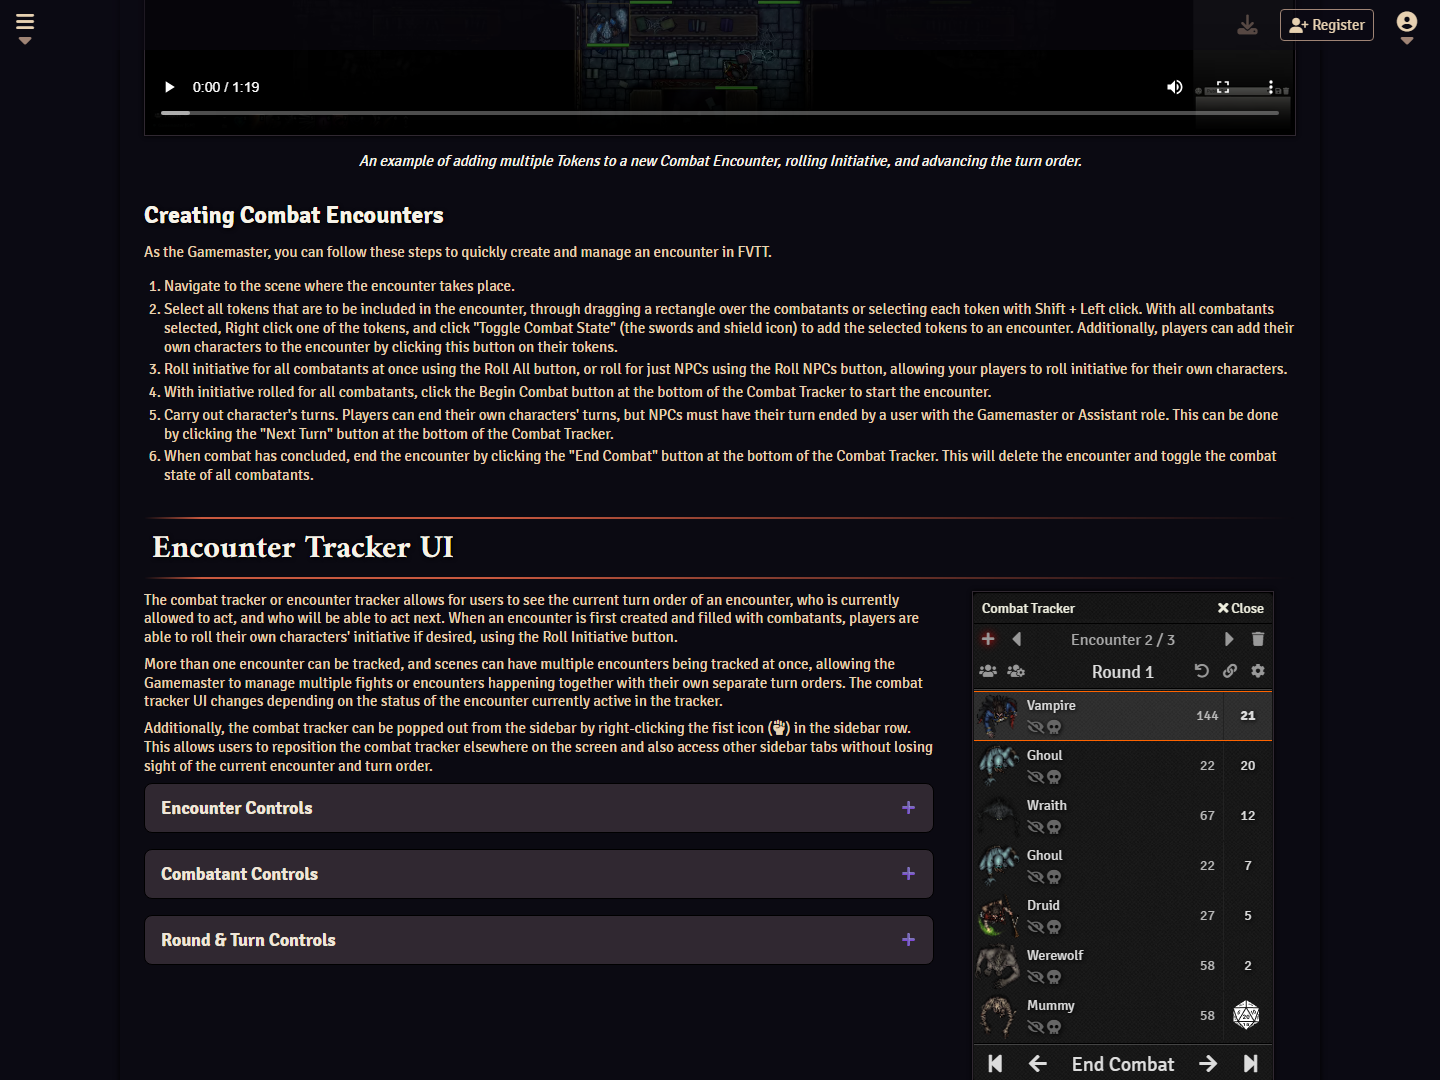 Register
0:00 / 1:19
An example of adding multiple Tokens to a new Combat Encounter, rolling Initiative, and advancing the turn order.
Creating Combat Encounters
As the Gamemaster, you can follow these steps to quickly create and manage an encounter in FVTT.
1. Navigate to the scene where the encounter takes place.
2. Select all tokens that are to be included in the encounter, through dragging a rectangle over the combatants or selecting each token with Shift + Left click. With all combatants
selected, Right click one of the tokens, and click "Toggle Combat State" (the swords and shield icon) to add the selected tokens to an encounter. Additionally, players can add their
own characters to the encounter by clicking this button on their tokens.
3. Roll initiative for all combatants at once using the Roll All button, or roll for just NPCs using the Roll NPCs button, allowing your players to roll initiative for their own characters.
4. With initiative rolled for all combatants, click the Begin Combat button at the bottom of the Combat Tracker to start the encounter.
5. Carry out character's turns. Players can end their own characters' turns, but NPCs must have their turn ended by a user with the Gamemaster or Assistant role. This can be done
by clicking the "Next Turn" button at the bottom of the Combat Tracker.
6. When combat has concluded, end the encounter by clicking the "End Combat" button at the bottom of the Combat Tracker. This will delete the encounter and toggle the combat
state of all combatants.
Encounter Tracker UI
The combat tracker or encounter tracker allows for users to see the current turn order of an encounter, who is currently
allowed to act, and who will be able to act next. When an encounter is first created and filled with combatants, players are
able to roll their own characters' initiative if desired, using the Roll Initiative button.
More than one encounter can be tracked, and scenes can have multiple encounters being tracked at once, allowing the
Gamemaster to manage multiple fights or encounters happening together with their own separate turn orders. The combat
tracker UI changes depending on the status of the encounter currently active in the tracker.
Additionally, the combat tracker can be popped out from the sidebar by right-clicking the fist icon () in the sidebar row.
This allows users to reposition the combat tracker elsewhere on the screen and also access other sidebar tabs without losing
sight of the current encounter and turn order.
Encounter Controls
Combatant Controls
Round & Turn Controls
Combat Tracker Close
Encounter 2 / 3
Round 1
Vampire 144 21
Ghoul 22 20
Wraith 67 12
Ghoul 22 7
Druid 27 5
Werewolf 58 2
Mummy 58 20
End Combat